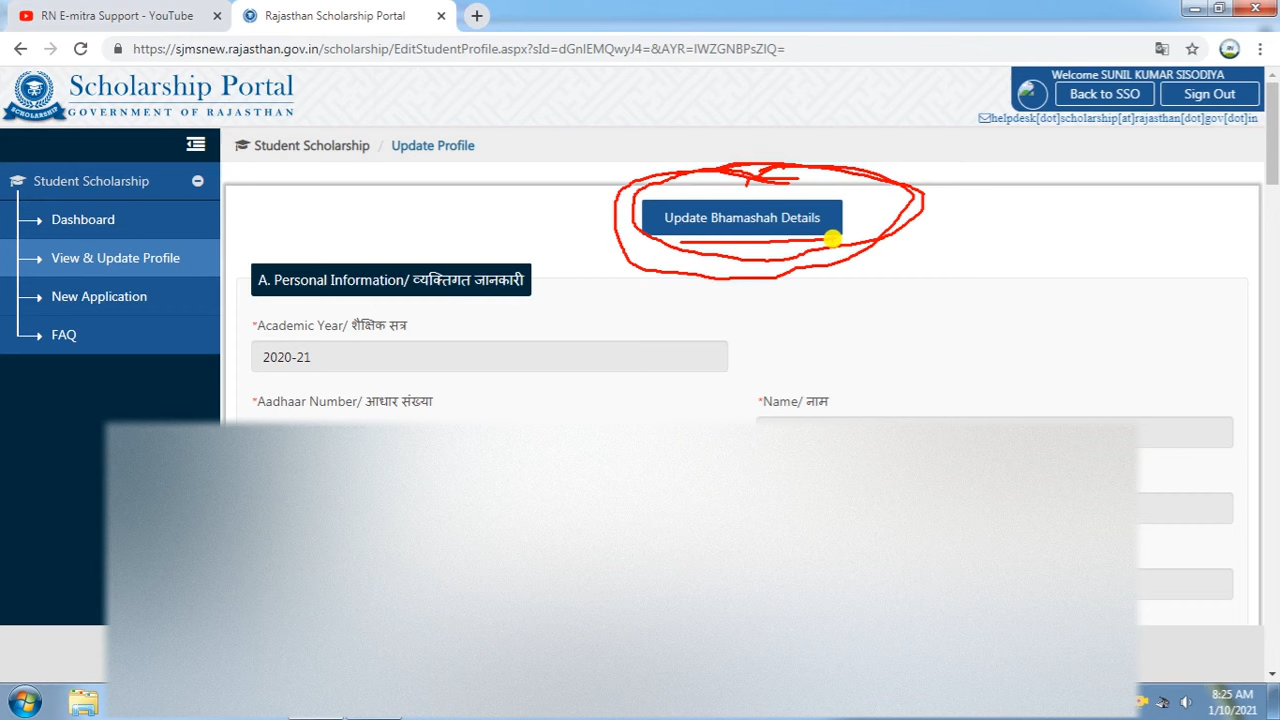 RN E-mitra Support - YouTube
Rajasthan Scholarship Portal
https://sjmsnew.rajasthan.gov.in/scholarship/EditStudentProfile.aspx?sId=dGnIEMQwyJ4=&AYR=IWZGNBPsZIQ=
Scholarship Portal
GOVERNMENT OF RAJASTHAN
SCHOLARSHIP
Welcome SUNIL KUMAR SISODIYA
Back to SSO
Sign Out
helpdesk[dot]scholarship[at]rajasthan[dot]gov[dot]in
Student Scholarship / Update Profile
Student Scholarship
Dashboard
View & Update Profile
New Application
FAQ
Update Bhamashah Details
A. Personal Information/ व्यक्तिगत जानकारी
*Academic Year/ शैक्षिक सत्र
2020-21
*Aadhaar Number/ आधार संख्या
*Name/ नाम
8:25 AM
1/10/2021